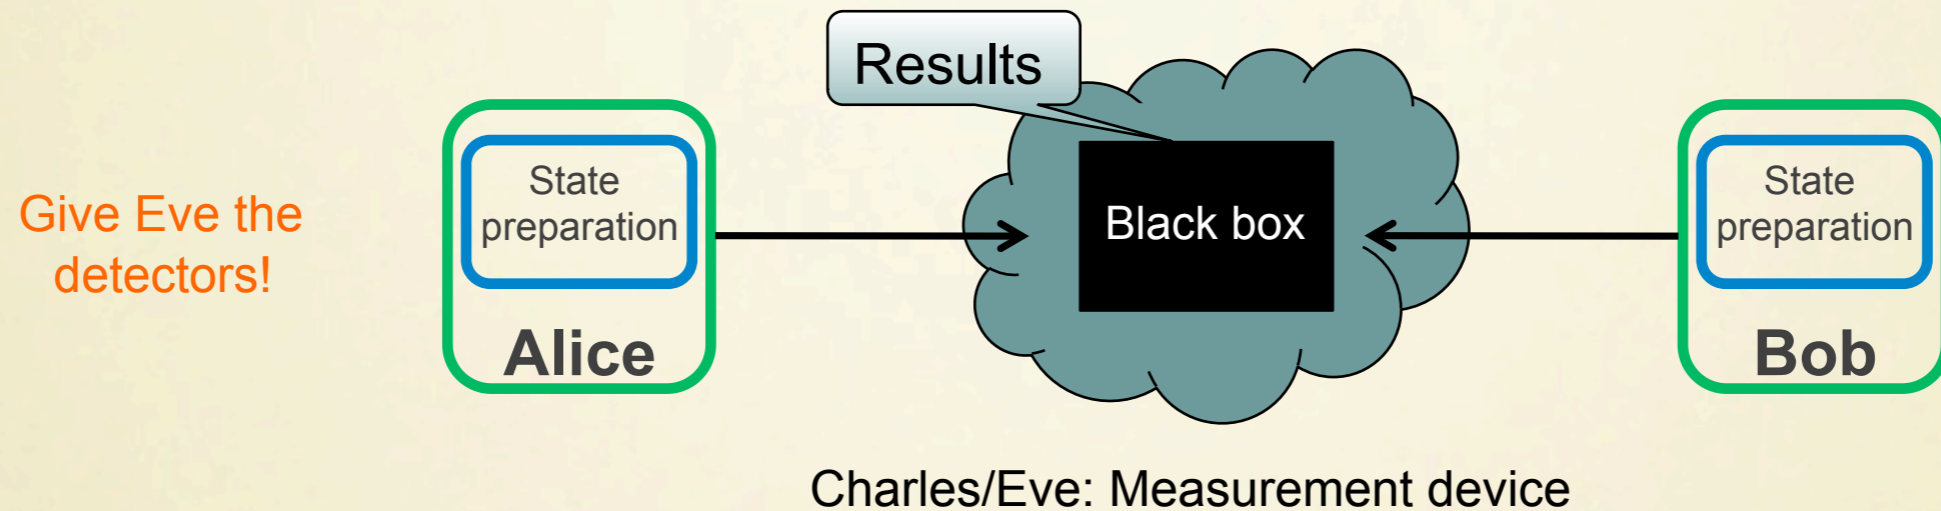 Results
Give Eve the
detectors!
State
preparation
Alice
Black box
State
preparation
Bob
Charles/Eve: Measurement device